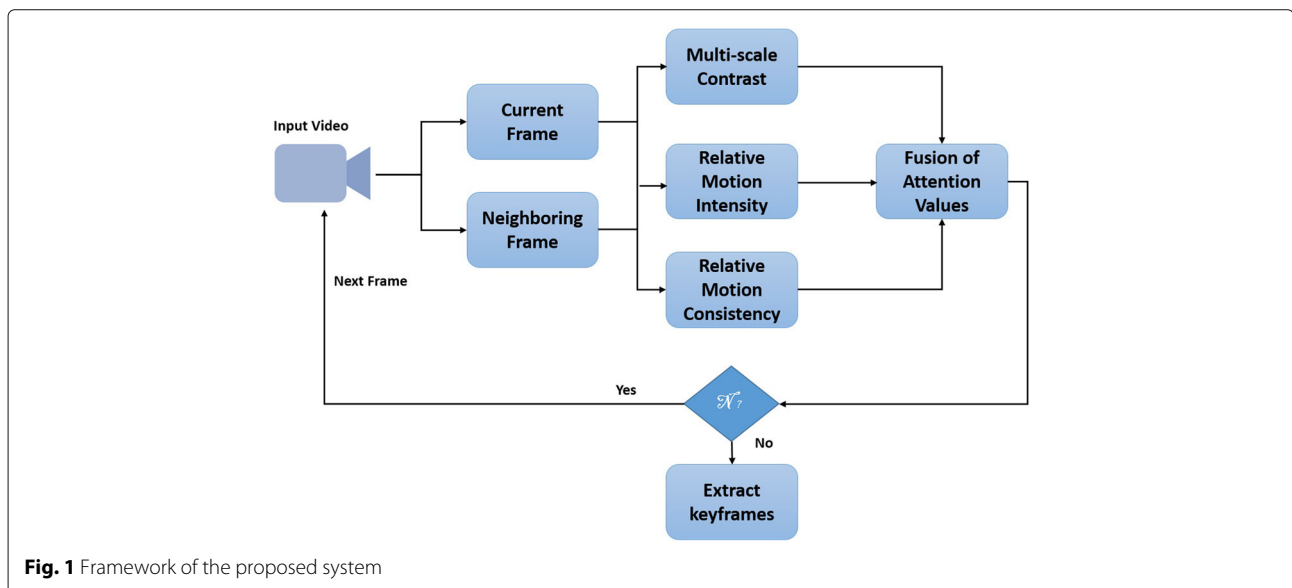 Input Video
Current
Frame
Neighboring
Frame
Multi-scale
Contrast
Relative
Motion
Intensity
Relative
Motion
Consistency
Fusion of
Attention
Values
Next Frame
Yes
𝒩?
No
Extract
keyframes
Fig. 1 Framework of the proposed system